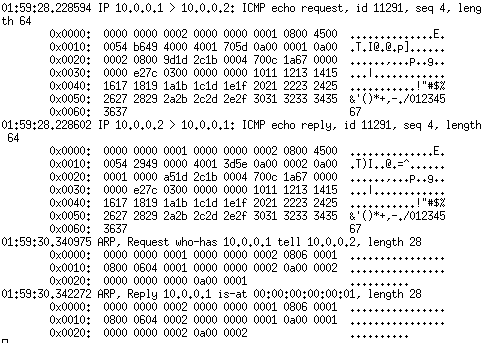 01:59:28.228594 IP 10.0.0.1 > 10.0.0.2: ICMP echo request, id 11291, seq 4, leng
th 64
0x0000: 0000 0000 0002 0000 0000 0001 0800 4500 ..............E.
0x0010: 0054 b649 4000 4001 705d 0a00 0001 0a00 .T.I@.@.p]......
0x0020: 0002 0800 9d1d 2c1b 0004 700c 1a67 0000 ......,...p..g..
0x0030: 0000 e27c 0300 0000 0000 1011 1213 1415 ...|............
0x0040: 1617 1819 1a1b 1c1d 1e1f 2021 2223 2425 ...........!"#$%
0x0050: 2627 2829 2a2b 2c2d 2e2f 3031 3233 3435 &'()*+,-./012345
0x0060: 3637 67
01:59:28.228602 IP 10.0.0.2 > 10.0.0.1: ICMP echo reply, id 11291, seq 4, length
64
0x0000: 0000 0000 0001 0000 0000 0002 0800 4500 ..............E.
0x0010: 0054 2949 0000 4001 3d5e 0a00 0002 0a00 .T)I..@.=^......
0x0020: 0001 0000 a51d 2c1b 0004 700c 1a67 0000 ......,...p..g..
0x0030: 0000 e27c 0300 0000 0000 1011 1213 1415 ...|............
0x0040: 1617 1819 1a1b 1c1d 1e1f 2021 2223 2425 ...........!"#$%
0x0050: 2627 2829 2a2b 2c2d 2e2f 3031 3233 3435 &'()*+,-./012345
0x0060: 3637 67
01:59:30.340975 ARP, Request who-has 10.0.0.1 tell 10.0.0.2, length 28
0x0000: 0000 0000 0001 0000 0000 0002 0806 0001 ................
0x0010: 0800 0604 0001 0000 0000 0002 0a00 0002 ................
0x0020: 0000 0000 0000 0a00 0001 ..........
01:59:30.342272 ARP, Reply 10.0.0.1 is-at 00:00:00:00:00:01, length 28
0x0000: 0000 0000 0002 0000 0000 0001 0806 0001 ................
0x0010: 0800 0604 0002 0000 0000 0001 0a00 0001 ................
0x0020: 0000 0000 0002 0a00 0002 ..........